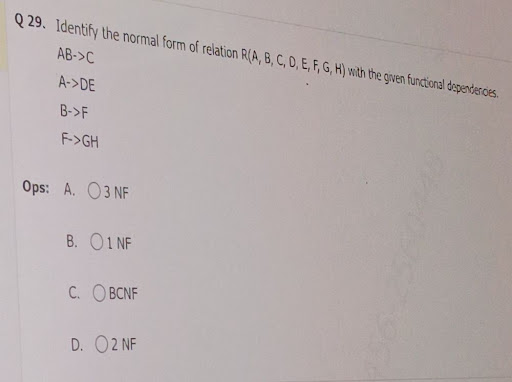 Q 29. Identify the normal form of relation R(A, B, C, D, E, F, G, H) with the given functional dependencies.
AB->C
A->DE
B->F
F->GH
Ops: A. 3 NF
B. 1 NF
C. BCNF
D. 2 NF